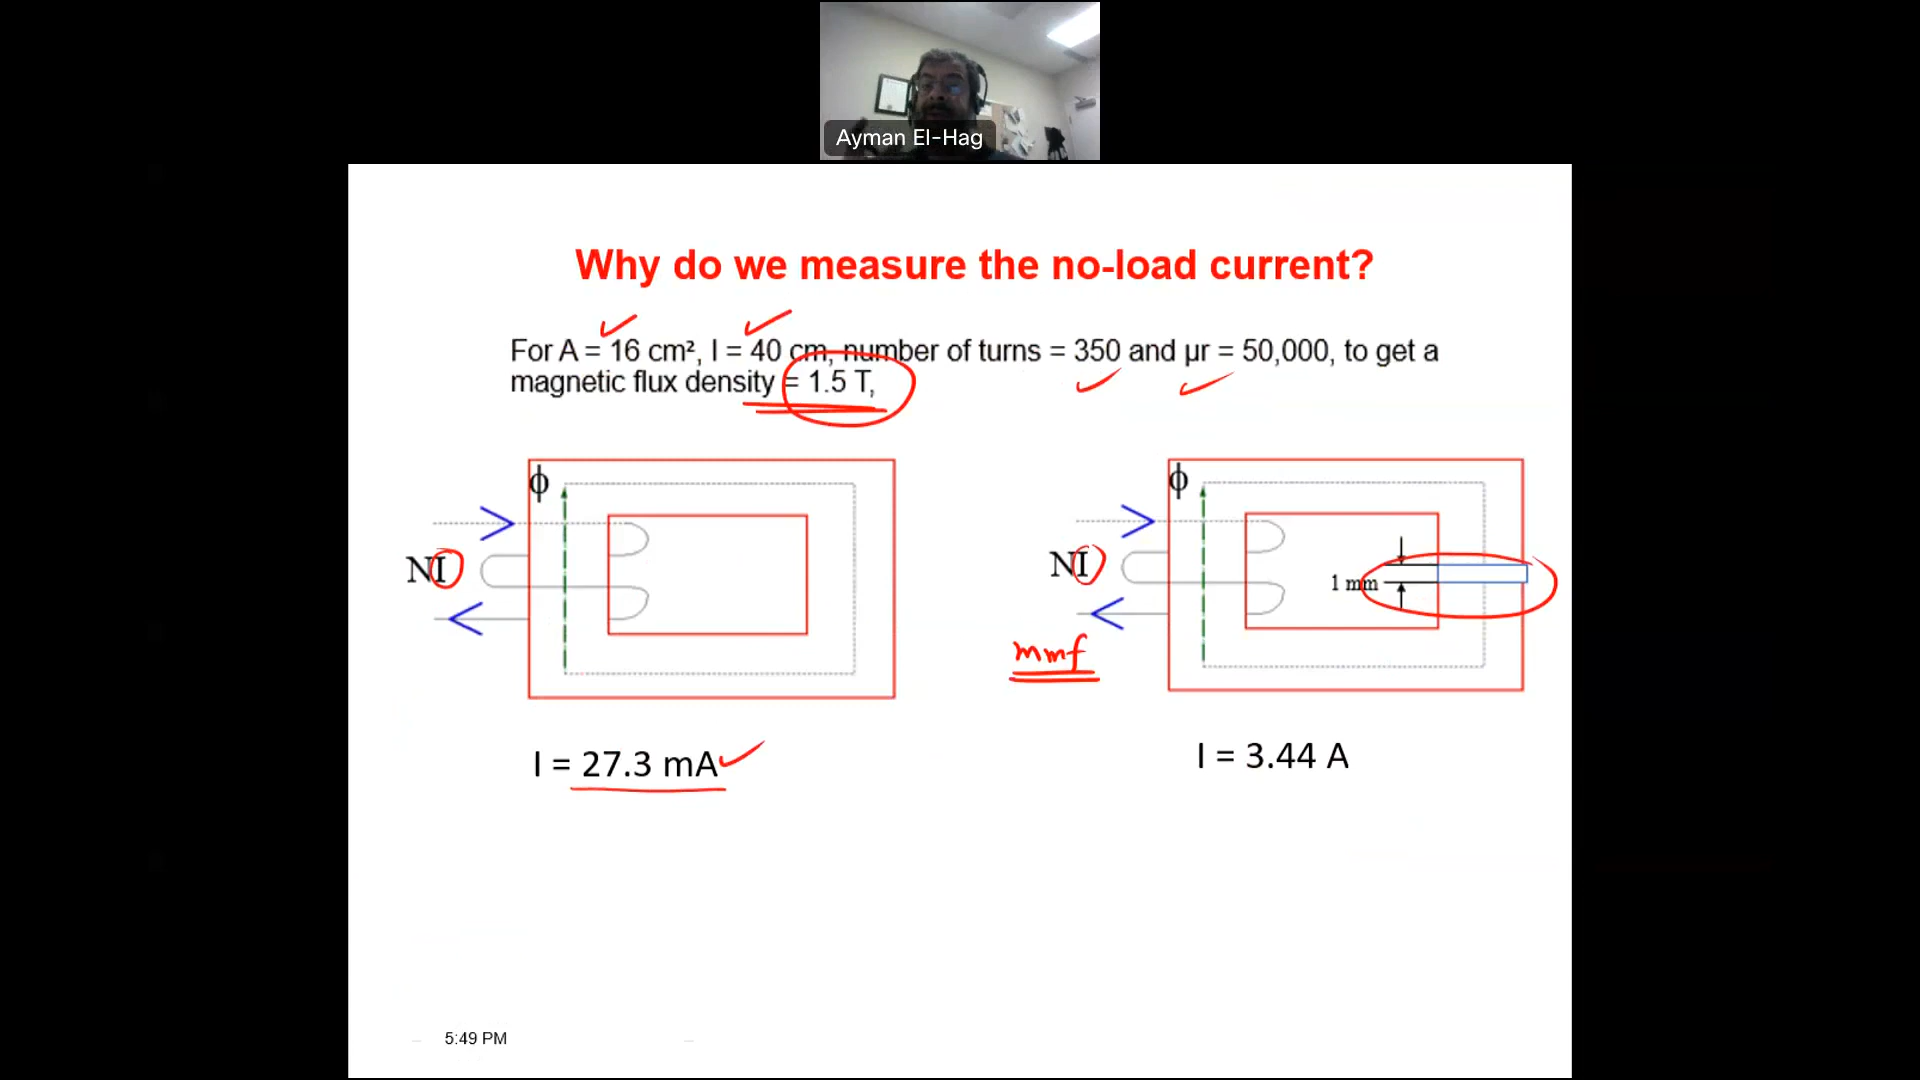 Ayman El-Hag
Why do we measure the no-load current?
For A = 16 cm², l = 40 cm, number of turns = 350 and μr = 50,000, to get a
magnetic flux density = 1.5 T,
ϕ
NI
ϕ
NI
1 mm
mmf
I = 27.3 mA
I = 3.44 A
5:49 PM